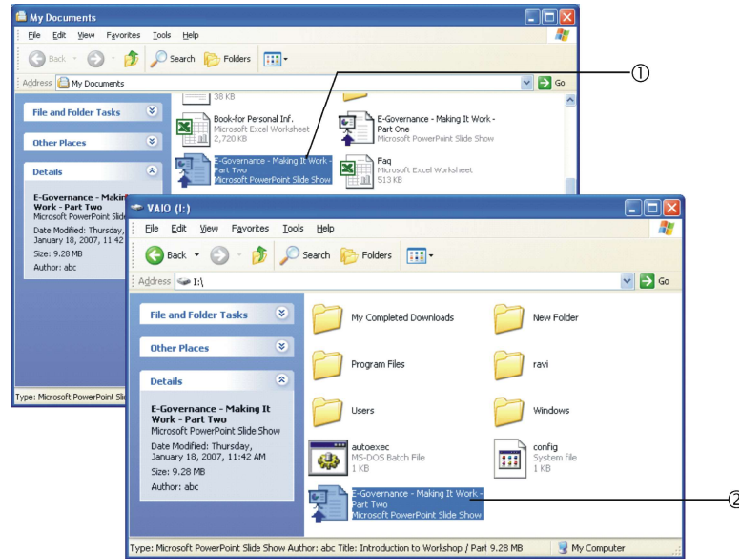 My Documents
File Edit View Favorites Tools Help
Back Search Folders
Address My Documents Go
①
File and Folder Tasks
Other Places
Details
E-Governance - Making
Work - Part Two
Microsoft PowerPoint Slide
Date Modified: Thursday,
January 18, 2007, 11:42
Size: 9.28 MB
Author: abc
38 KB
Book-for Personal Inf.
Microsoft Excel Worksheet
2,720 KB
E-Governance - Making It Work -
Part One
Microsoft PowerPoint Slide Show
E-Governance - Making It Work -
Part Two
Microsoft PowerPoint Slide Show
Faq
Microsoft Excel Worksheet
513 KB
Type: Microsoft PowerPoint Sli
VAIO (I:)
File Edit View Favorites Tools Help
Back Search Folders
Address I:\ Go
File and Folder Tasks
Other Places
Details
E-Governance - Making It
Work - Part Two
Microsoft PowerPoint Slide Show
Date Modified: Thursday,
January 18, 2007, 11:42 AM
Size: 9.28 MB
Author: abc
My Completed Downloads
New Folder
Program Files
ravi
Users
Windows
autoexec
MS-DOS Batch File
1 KB
config
System file
1 KB
E-Governance - Making It Work -
Part Two
Microsoft PowerPoint Slide Show
②
Type: Microsoft PowerPoint Slide Show Author: abc Title: Introduction to Workshop / Part 9.28 MB My Computer